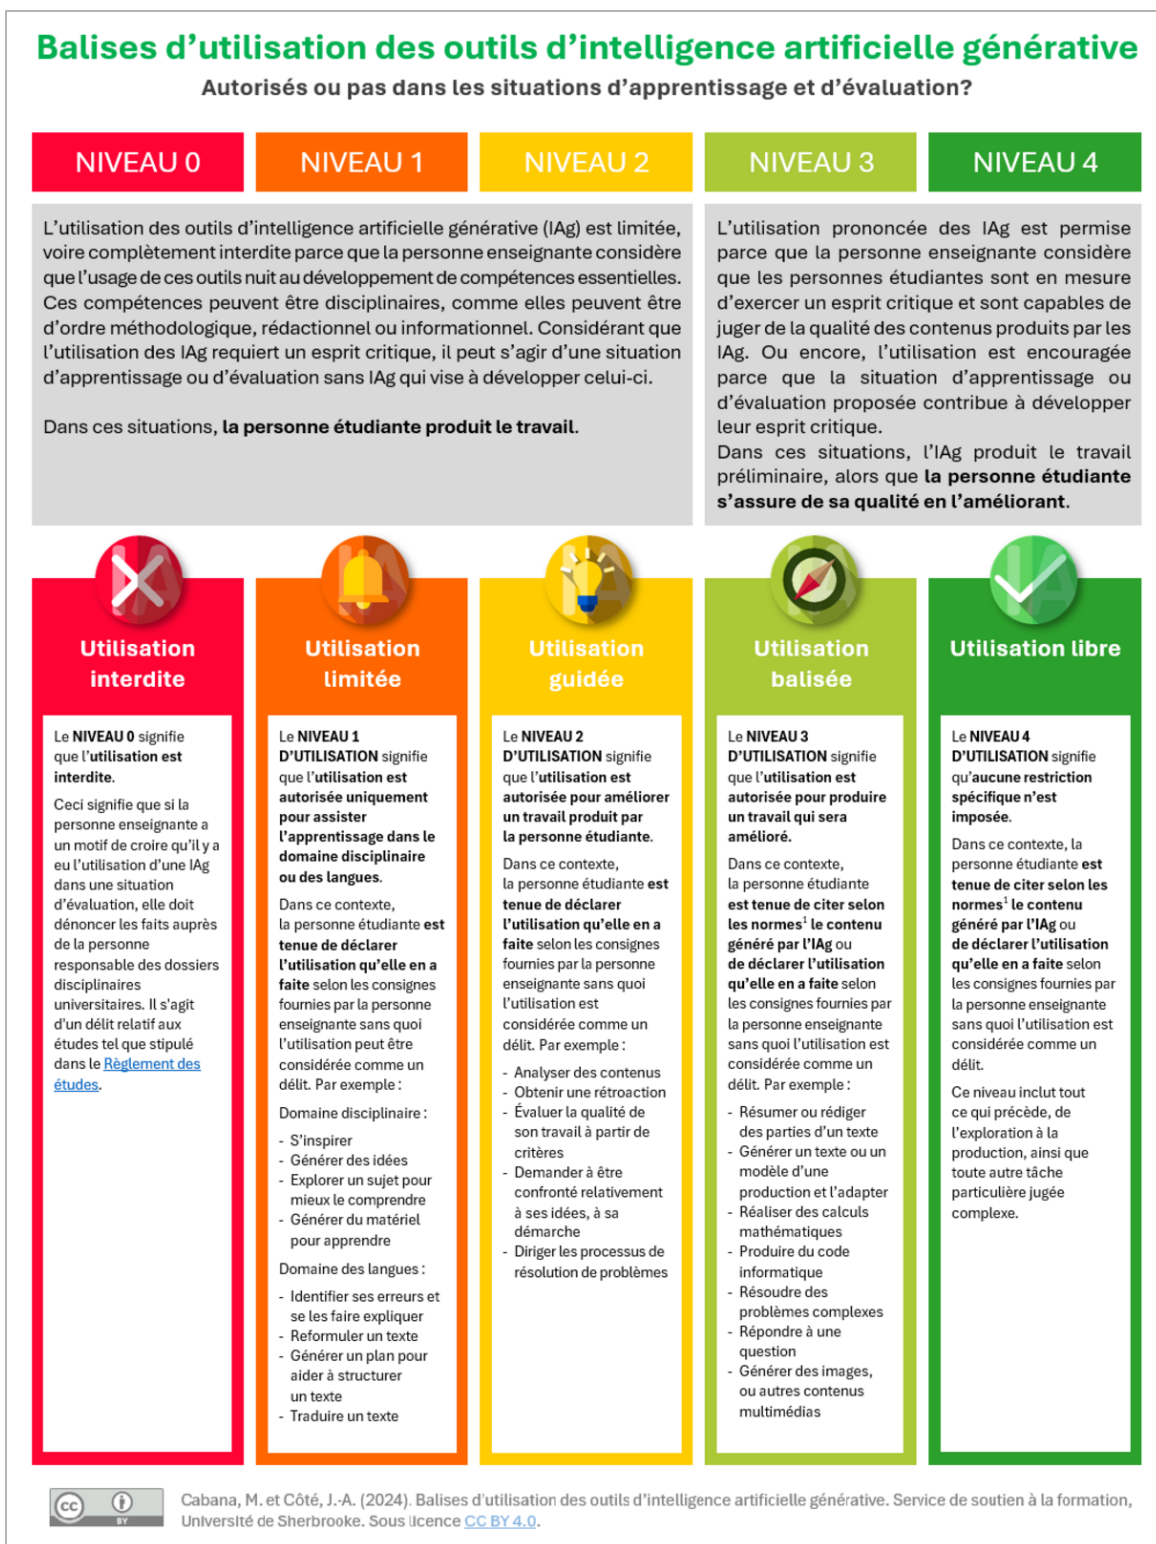 Balises d’utilisation des outils d’intelligence artificielle générative
Autorisés ou pas dans les situations d’apprentissage et d’évaluation?
NIVEAU 0
NIVEAU 1
NIVEAU 2
NIVEAU 3
NIVEAU 4
L’utilisation des outils d’intelligence artificielle générative (IAg) est limitée,
voire complètement interdite parce que la personne enseignante considère
que l’usage de ces outils nuit au développement de compétences essentielles.
Ces compétences peuvent être disciplinaires, comme elles peuvent être
d’ordre méthodologique, rédactionnel ou informationnel. Considérant que
l’utilisation des IAg requiert un esprit critique, il peut s’agir d’une situation
d’apprentissage ou d’évaluation sans IAg qui vise à développer celui-ci.
Dans ces situations, la personne étudiante produit le travail.
L’utilisation prononcée des IAg est permise
parce que la personne enseignante considère
que les personnes étudiantes sont en mesure
d’exercer un esprit critique et sont capables de
juger de la qualité des contenus produits par les
IAg. Ou encore, l’utilisation est encouragée
parce que la situation d’apprentissage ou
d’évaluation proposée contribue à développer
leur esprit critique.
Dans ces situations, l’IAg produit le travail
préliminaire, alors que la personne étudiante
s’assure de sa qualité en l’améliorant.
IA
Utilisation
interdite
Le NIVEAU 0 signifie
que l’utilisation est
interdite.
Ceci signifie que si la
personne enseignante a
un motif de croire qu’il y a
eu l’utilisation d’une IAg
dans une situation
d’évaluation, elle doit
dénoncer les faits auprès
de la personne
responsable des dossiers
disciplinaires
universitaires. Il s’agit
d’un délit relatif aux
études tel que stipulé
dans le Règlement des
études.
IA
Utilisation
limitée
Le NIVEAU 1
D’UTILISATION signifie
que l’utilisation est
autorisée uniquement
pour assister
l’apprentissage dans le
domaine disciplinaire
ou des langues.
Dans ce contexte,
la personne étudiante est
tenue de déclarer
l’utilisation qu’elle en a
faite selon les consignes
fournies par la personne
enseignante sans quoi
l’utilisation peut être
considérée comme un
délit. Par exemple :
Domaine disciplinaire :
- S’inspirer
- Générer des idées
- Explorer un sujet pour
mieux le comprendre
- Générer du matériel
pour apprendre
Domaine des langues :
- Identifier ses erreurs et
se les faire expliquer
- Reformuler un texte
- Générer un plan pour
aider à structurer
un texte
- Traduire un texte
IA
Utilisation
guidée
Le NIVEAU 2
D’UTILISATION signifie
que l’utilisation est
autorisée pour améliorer
un travail produit par
la personne étudiante.
Dans ce contexte,
la personne étudiante est
tenue de déclarer
l’utilisation qu’elle en a
faite selon les consignes
fournies par la personne
enseignante sans quoi
l’utilisation est
considérée comme un
délit. Par exemple :
- Analyser des contenus
- Obtenir une rétroaction
- Évaluer la qualité de
son travail à partir de
critères
- Demander à être
confronté relativement
à ses idées, à sa
démarche
- Diriger les processus de
résolution de problèmes
IA
Utilisation
balisée
Le NIVEAU 3
D’UTILISATION signifie
que l’utilisation est
autorisée pour produire
un travail qui sera
amélioré.
Dans ce contexte,
la personne étudiante
est tenue de citer selon
les normes¹ le contenu
généré par l’IAg ou
de déclarer l’utilisation
qu’elle en a faite selon
les consignes fournies par
la personne enseignante
sans quoi l’utilisation est
considérée comme un
délit. Par exemple :
- Résumer ou rédiger
des parties d’un texte
- Générer un texte ou un
modèle d’une
production et l’adapter
- Réaliser des calculs
mathématiques
- Produire du code
informatique
- Résoudre des
problèmes complexes
- Répondre à une
question
- Générer des images,
ou autres contenus
multimédias
IA
Utilisation libre
Le NIVEAU 4
D’UTILISATION signifie
qu’aucune restriction
spécifique n’est
imposée.
Dans ce contexte, la
personne étudiante est
tenue de citer selon les
normes¹ le contenu
généré par l’IAg ou
de déclarer l’utilisation
qu’elle en a faite selon
les consignes fournies par
la personne enseignante
sans quoi l’utilisation est
considérée comme un
délit.
Ce niveau inclut tout
ce qui précède, de
l’exploration à la
production, ainsi que
toute autre tâche
particulière jugée
complexe.
cc
BY
Cabana, M. et Côté, J.-A. (2024). Balises d’utilisation des outils d’intelligence artificielle générative. Service de soutien à la formation,
Université de Sherbrooke. Sous licence CC BY 4.0.